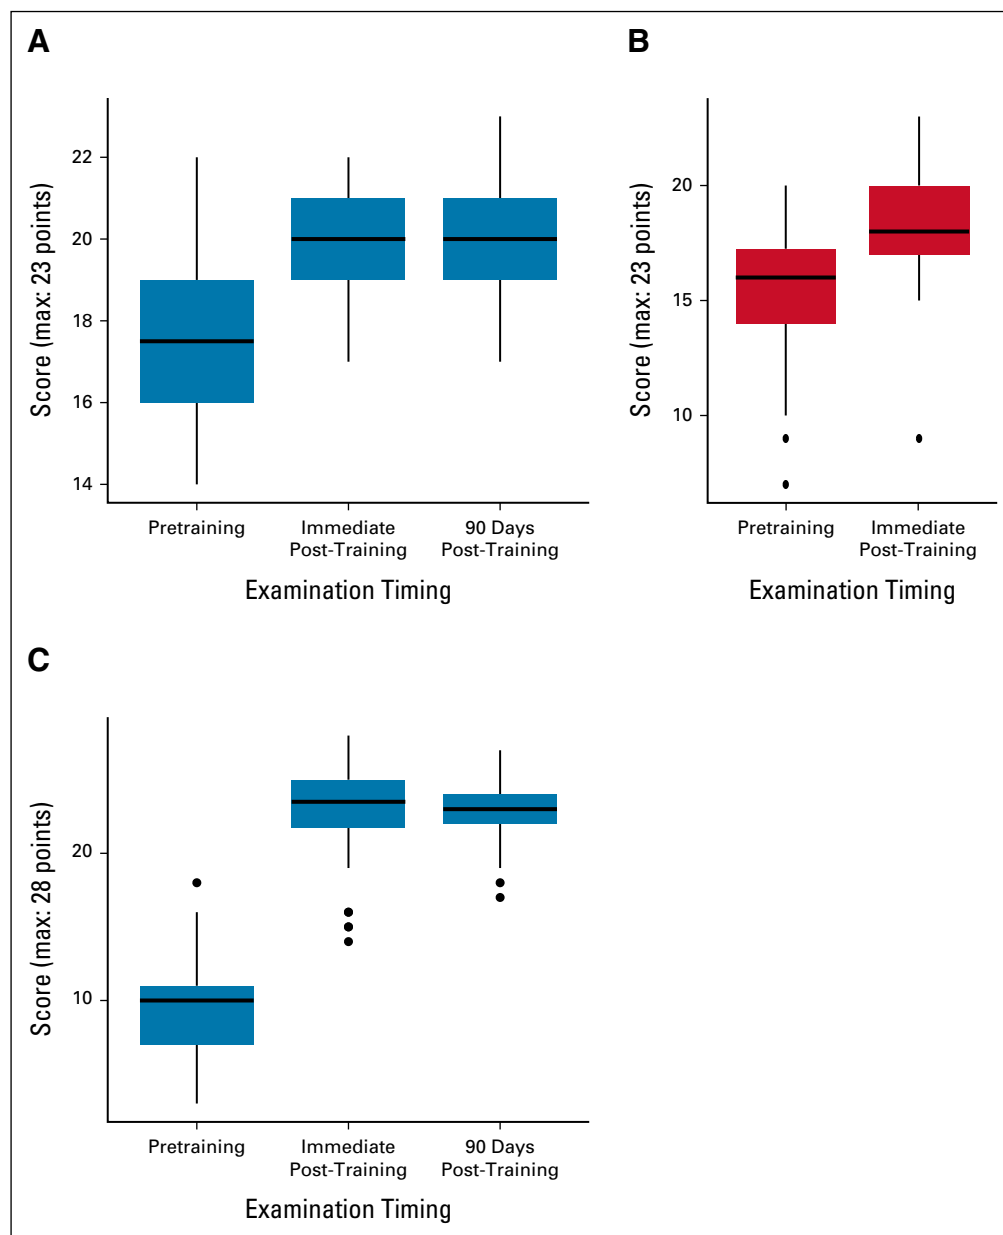 A
Score (max: 23 points)
22
20
18
16
14
Pretraining
Immediate
Post-Training
90 Days
Post-Training
Examination Timing
B
Score (max: 23 points)
20
15
10
Pretraining
Immediate
Post-Training
Examination Timing
C
Score (max: 28 points)
20
10
Pretraining
Immediate
Post-Training
90 Days
Post-Training
Examination Timing